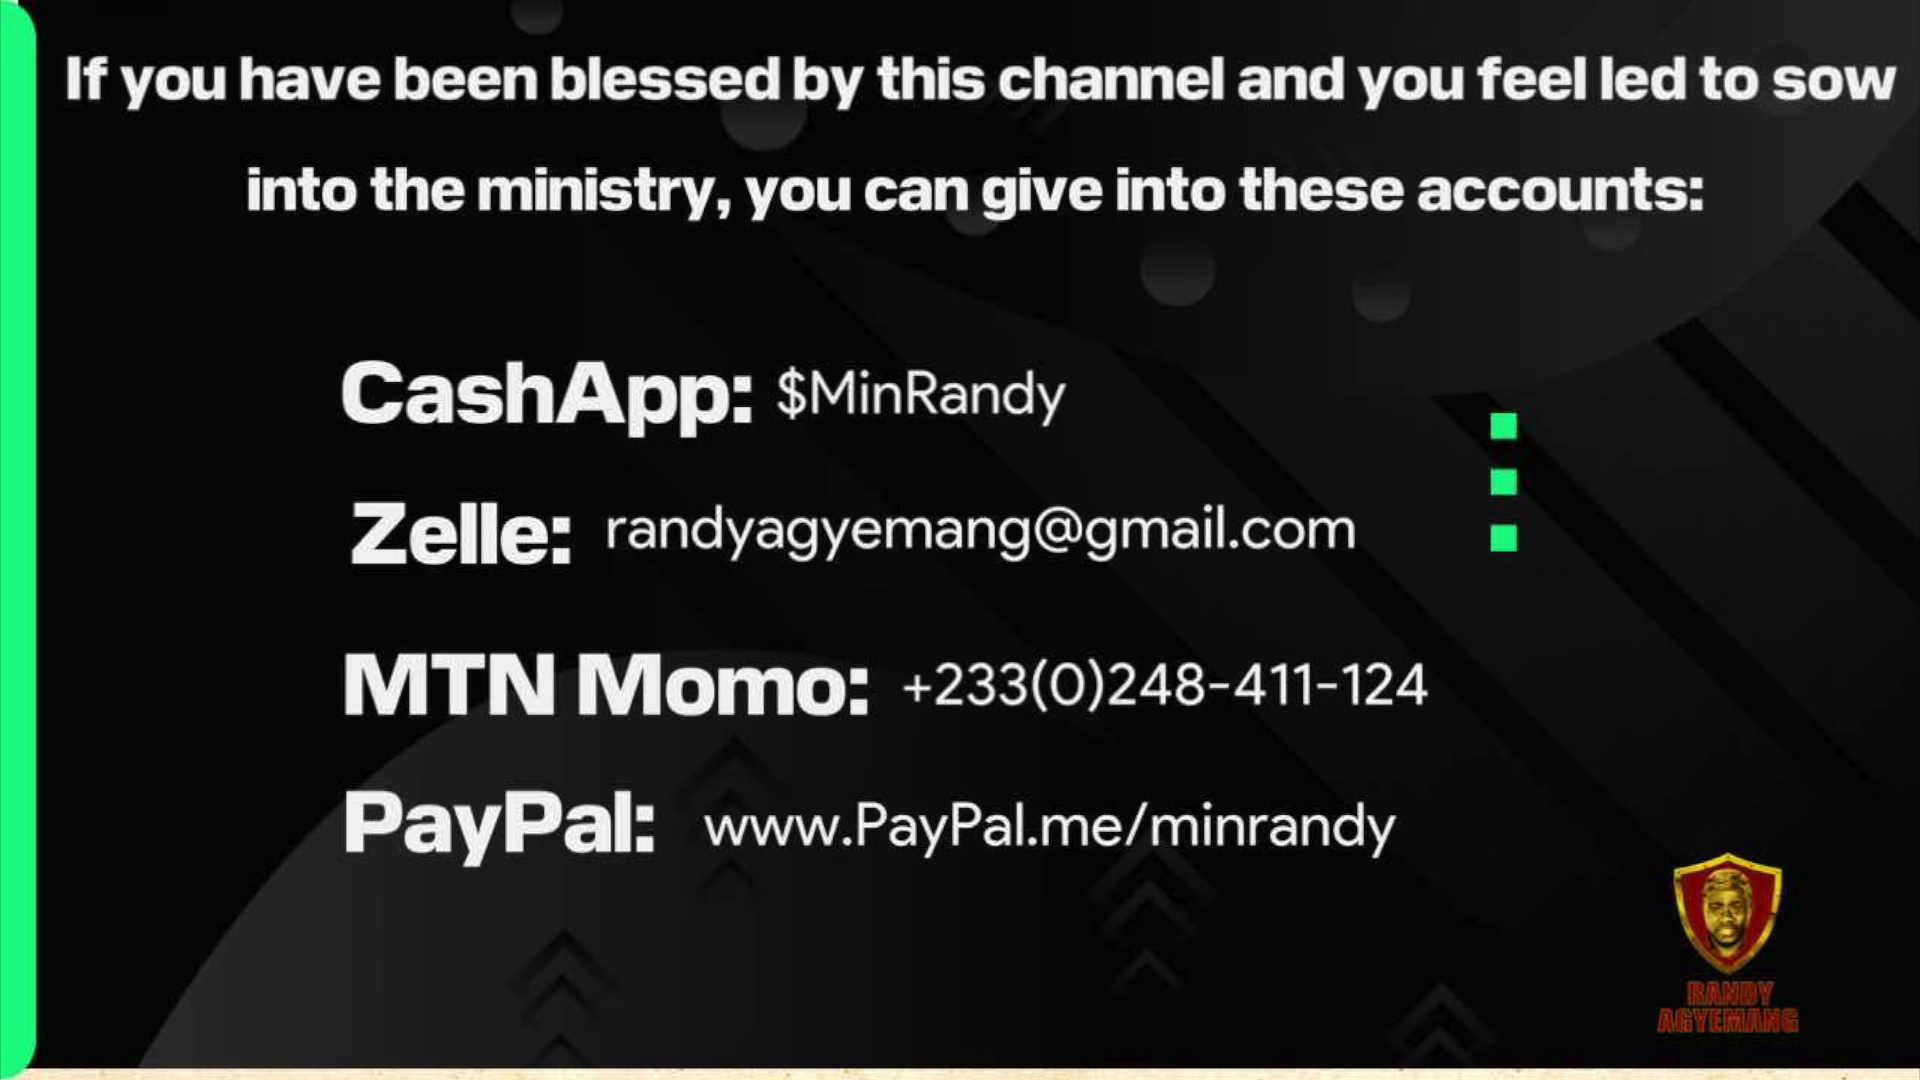 If you have been blessed by this channel and you feel led to sow
into the ministry, you can give into these accounts:
CashApp: $MinRandy
Zelle: randyagyemang@gmail.com
MTN Momo: +233(0)248-411-124
PayPal: www.PayPal.me/minrandy
RANDY
AGYEMANG